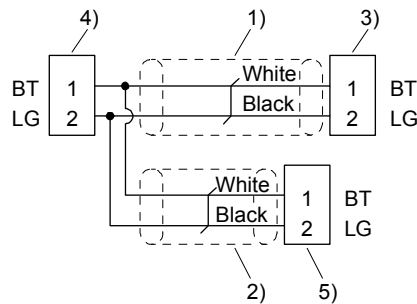 4) 1) 3)
BT 1 White 1 BT
LG 2 Black 2 LG
White 1 BT
Black 2 LG
2) 5)